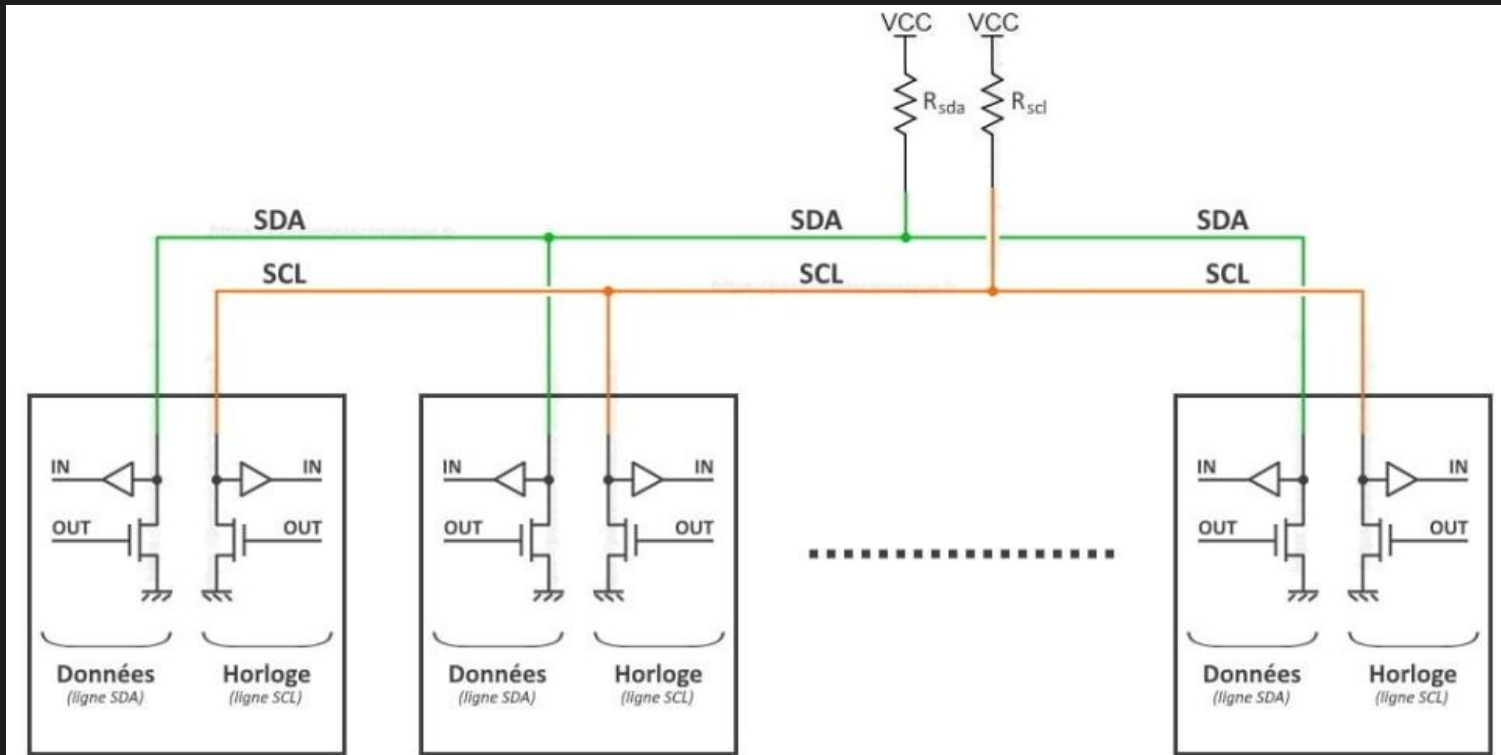 VCC VCC
R_sda R_scl
SDA SDA SDA
SCL SCL SCL
IN IN IN IN IN IN
OUT OUT OUT OUT OUT OUT
Données Horloge Données Horloge Données Horloge
(ligne SDA) (ligne SCL) (ligne SDA) (ligne SCL) (ligne SDA) (ligne SCL)